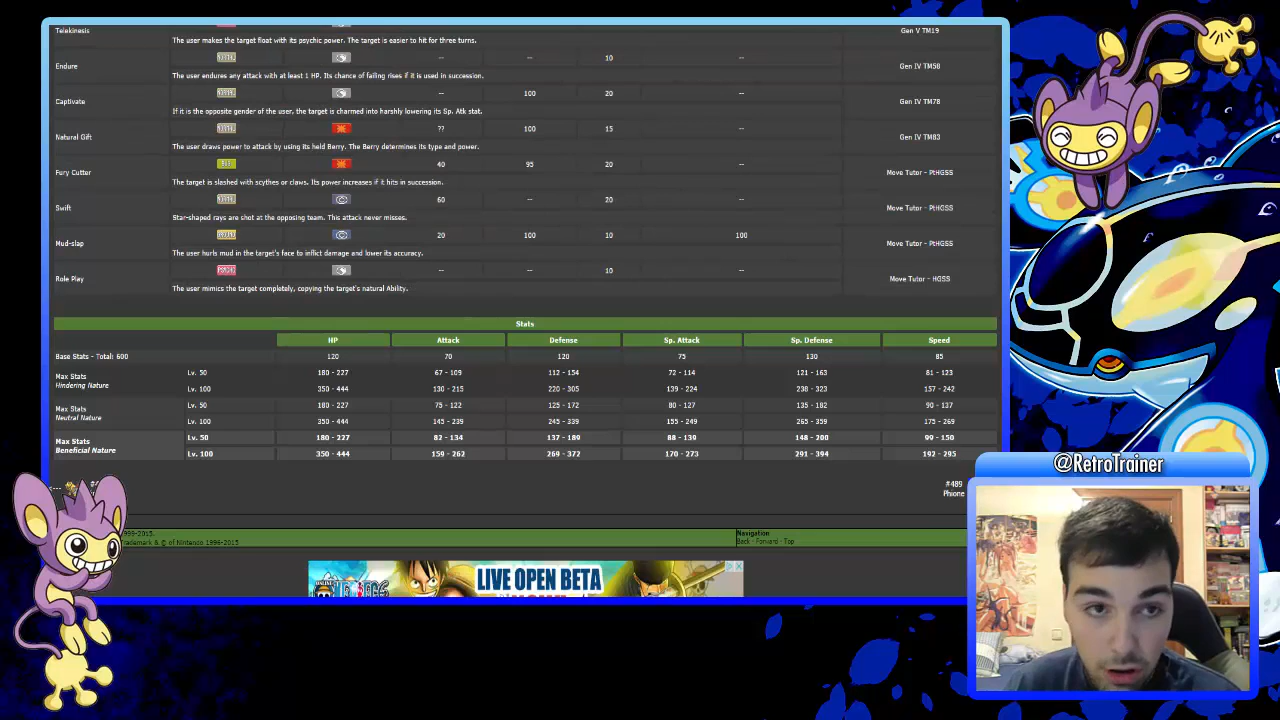 Telekinesis Gen V TM19
The user makes the target float with its psychic power. The target is easier to hit for three turns.
Endure -- -- 10 -- Gen IV TM58
The user endures any attack with at least 1 HP. Its chance of failing rises if it is used in succession.
Captivate -- 100 20 -- Gen IV TM78
If it is the opposite gender of the user, the target is charmed into harshly lowering its Sp. Atk stat.
Natural Gift ?? 100 15 -- Gen IV TM83
The user draws power to attack by using its held Berry. The Berry determines its type and power.
Fury Cutter BUG 40 95 20 -- Move Tutor - PtHGSS
The target is slashed with scythes or claws. Its power increases if it hits in succession.
Swift 60 -- 20 -- Move Tutor - PtHGSS
Star-shaped rays are shot at the opposing team. This attack never misses.
Mud-slap 20 100 10 100 Move Tutor - PtHGSS
The user hurls mud in the target's face to inflict damage and lower its accuracy.
Role Play -- -- 10 -- Move Tutor - HGSS
The user mimics the target completely, copying the target's natural Ability.
Stats
HP Attack Defense Sp. Attack Sp. Defense Speed
Base Stats - Total: 600 120 70 120 75 130 85
Max Stats
Hindering Nature
Lv. 50 180 - 227 67 - 109 112 - 154 72 - 114 121 - 163 81 - 123
Lv. 100 350 - 444 130 - 215 220 - 305 139 - 224 238 - 323 157 - 242
Max Stats
Neutral Nature
Lv. 50 180 - 227 75 - 122 125 - 172 80 - 127 135 - 182 90 - 137
Lv. 100 350 - 444 145 - 239 245 - 339 155 - 249 265 - 359 175 - 269
Max Stats
Beneficial Nature
Lv. 50 180 - 227 82 - 134 137 - 189 88 - 139 148 - 200 99 - 150
Lv. 100 350 - 444 159 - 262 269 - 372 170 - 273 291 - 394 192 - 295
#489
Phione
999-2015.
trademark & © of Nintendo 1996-2015
Navigation
Back - Forward - Top
LIVE OPEN BETA
@RetroTrainer